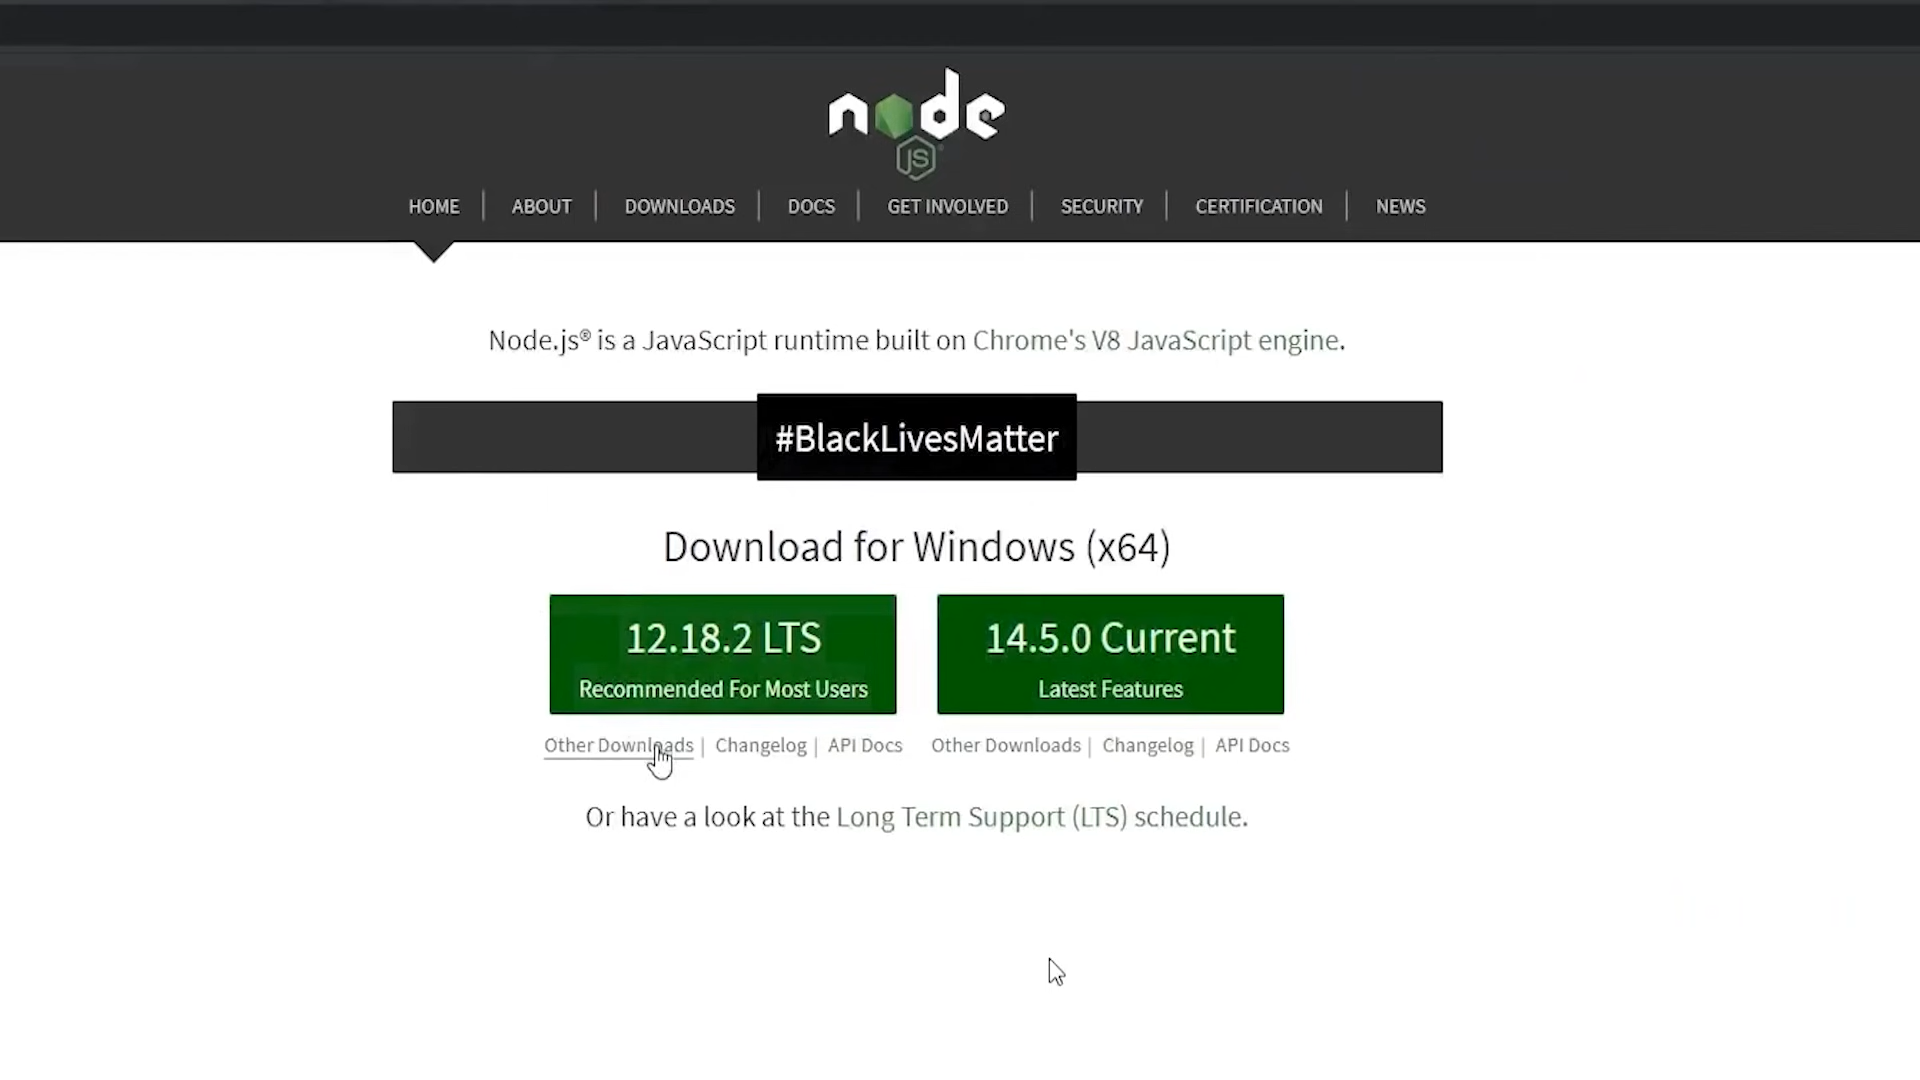 node
JS
HOME | ABOUT | DOWNLOADS | DOCS | GET INVOLVED | SECURITY | CERTIFICATION | NEWS
Node.js® is a JavaScript runtime built on Chrome's V8 JavaScript engine.
#BlackLivesMatter
Download for Windows (x64)
12.18.2 LTS
Recommended For Most Users
14.5.0 Current
Latest Features
Other Downloads | Changelog | API Docs
Other Downloads | Changelog | API Docs
Or have a look at the Long Term Support (LTS) schedule.